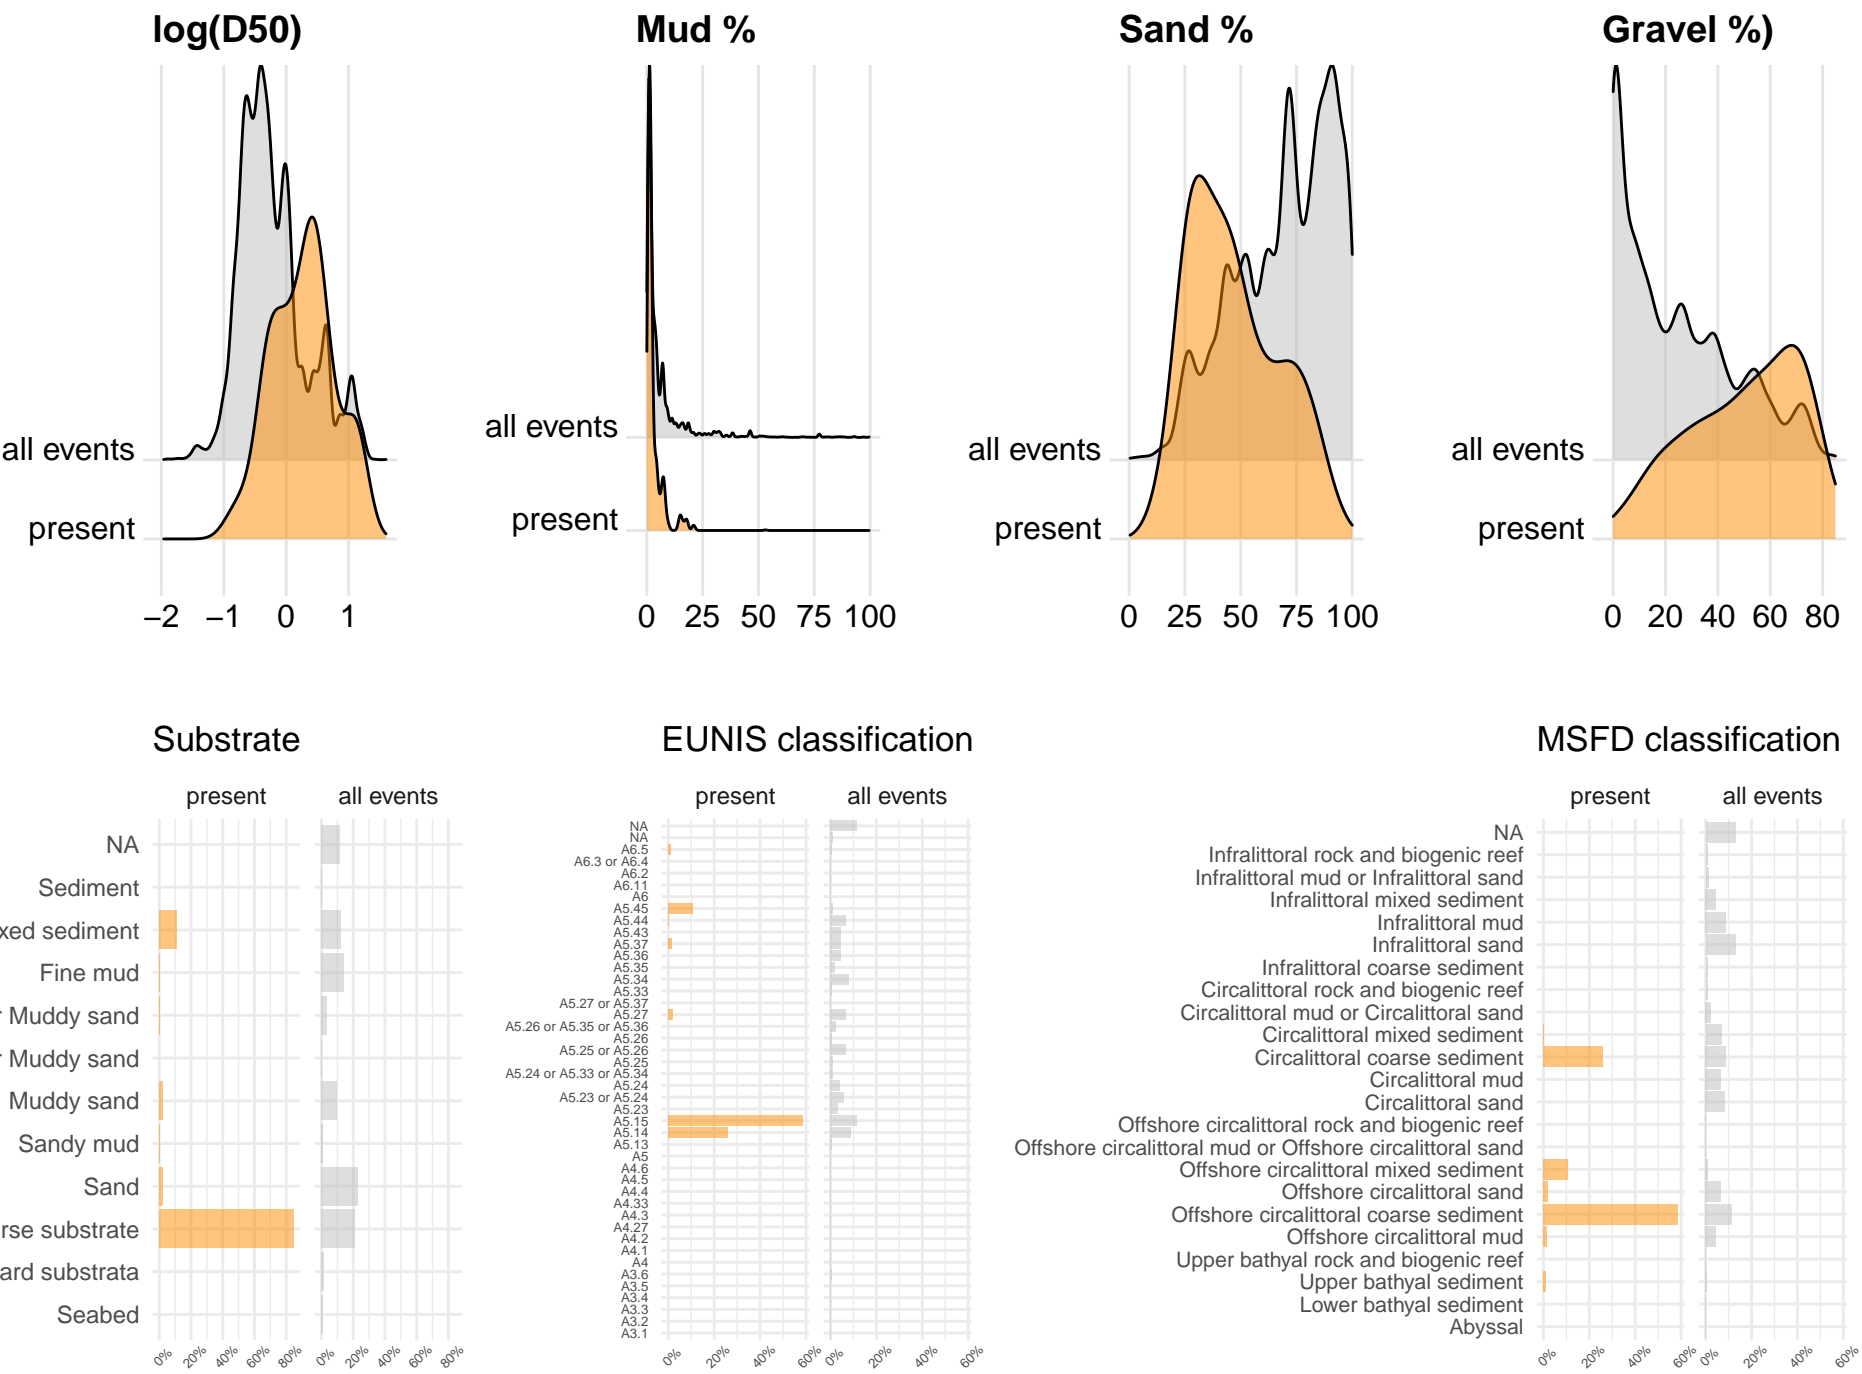 log(D50)
Mud %
Sand %
Gravel %)
all events
present
−2 −1 0 1
all events
present
0 25 50 75 100
all events
present
0 25 50 75 100
all events
present
0 20 40 60 80
Substrate
present all events
NA
Sediment
xed sediment
Fine mud
r Muddy sand
r Muddy sand
Muddy sand
Sandy mud
Sand
rse substrate
ard substrata
Seabed
0% 20% 40% 60% 80% 0% 20% 40% 60% 80%
EUNIS classification
present all events
NA
NA
A6.5
A6.3 or A6.4
A6.2
A6.11
A6
A5.45
A5.44
A5.43
A5.37
A5.36
A5.35
A5.34
A5.33
A5.27 or A5.37
A5.27
A5.26 or A5.35 or A5.36
A5.26
A5.25 or A5.26
A5.25
A5.24 or A5.33 or A5.34
A5.24
A5.23 or A5.24
A5.23
A5.15
A5.14
A5.13
A5
A4.6
A4.5
A4.4
A4.33
A4.3
A4.27
A4.2
A4.1
A4
A3.6
A3.5
A3.4
A3.3
A3.2
A3.1
0% 20% 40% 60% 0% 20% 40% 60%
MSFD classification
present all events
NA
Infralittoral rock and biogenic reef
Infralittoral mud or Infralittoral sand
Infralittoral mixed sediment
Infralittoral mud
Infralittoral sand
Infralittoral coarse sediment
Circalittoral rock and biogenic reef
Circalittoral mud or Circalittoral sand
Circalittoral mixed sediment
Circalittoral coarse sediment
Circalittoral mud
Circalittoral sand
Offshore circalittoral rock and biogenic reef
Offshore circalittoral mud or Offshore circalittoral sand
Offshore circalittoral mixed sediment
Offshore circalittoral sand
Offshore circalittoral coarse sediment
Offshore circalittoral mud
Upper bathyal rock and biogenic reef
Upper bathyal sediment
Lower bathyal sediment
Abyssal
0% 20% 40% 60% 0% 20% 40% 60%